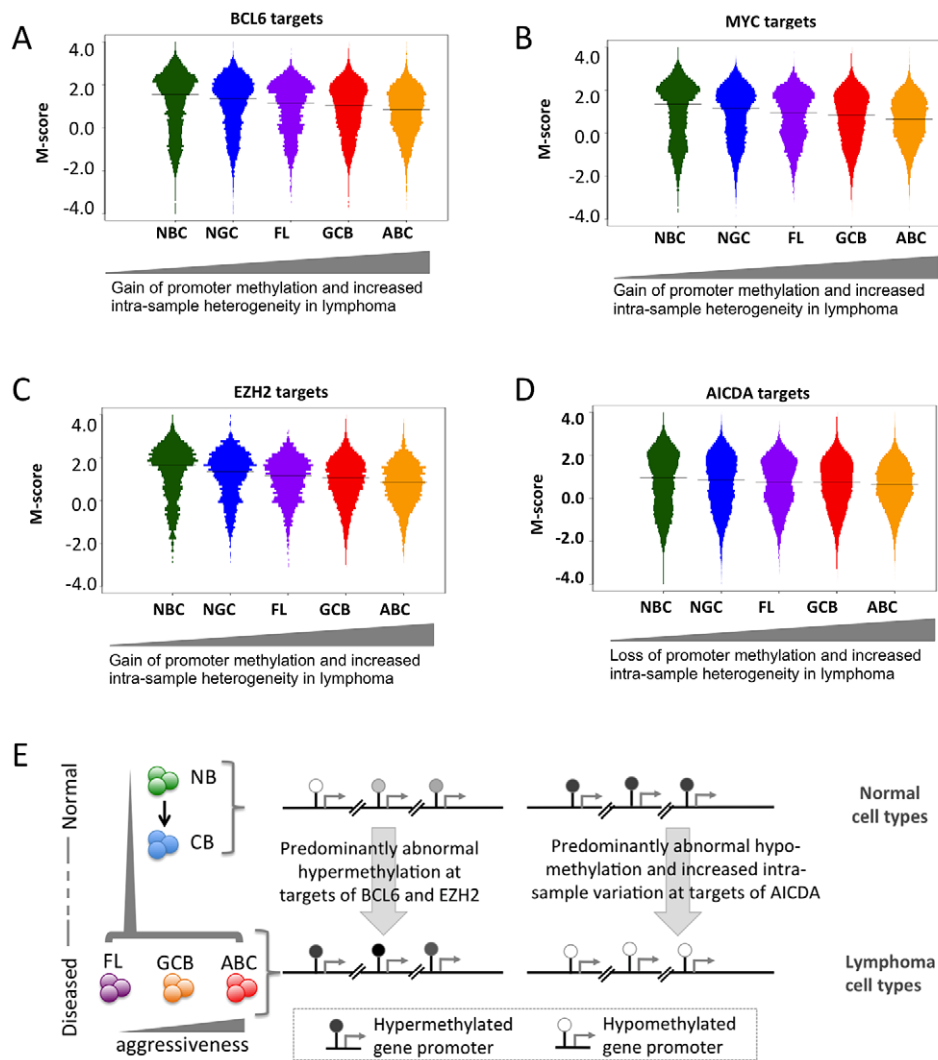 A
BCL6 targets
M-score
4.0
2.0
0.0
-2.0
-4.0
NBC NGC FL GCB ABC
Gain of promoter methylation and increased
intra-sample heterogeneity in lymphoma
B
MYC targets
M-score
4.0
2.0
0.0
-2.0
-4.0
NBC NGC FL GCB ABC
Gain of promoter methylation and increased
intra-sample heterogeneity in lymphoma
C
EZH2 targets
M-score
4.0
2.0
0.0
-2.0
-4.0
NBC NGC FL GCB ABC
Gain of promoter methylation and increased
intra-sample heterogeneity in lymphoma
D
AICDA targets
M-score
4.0
2.0
0.0
-2.0
-4.0
NBC NGC FL GCB ABC
Loss of promoter methylation and increased
intra-sample heterogeneity in lymphoma
E
Normal
Diseased
NB
CB
FL GCB ABC
aggressiveness
Predominantly abnormal
hypermethylation at
targets of BCL6 and EZH2
Predominantly abnormal hypo-
methylation and increased intra-
sample variation at targets of AICDA
Normal
cell types
Lymphoma
cell types
Hypermethylated
gene promoter
Hypomethylated
gene promoter